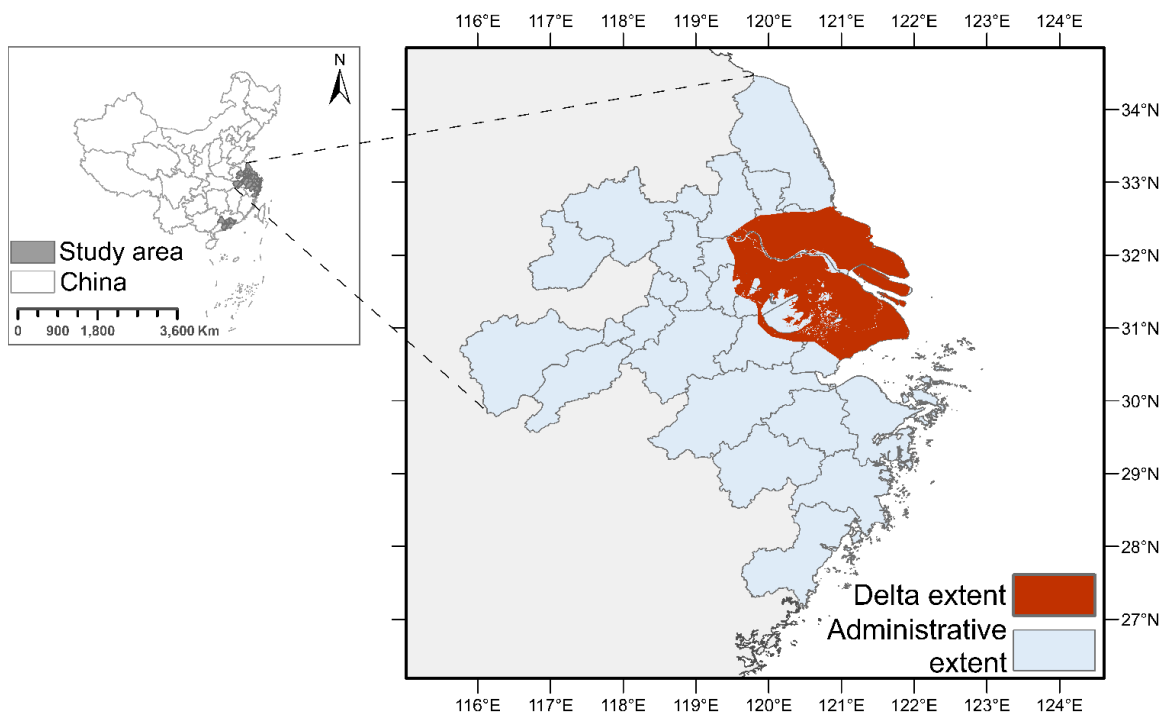 116°E 117°E 118°E 119°E 120°E 121°E 122°E 123°E 124°E
N
Study area
China
0 900 1,800 3,600 Km
34°N
33°N
32°N
31°N
30°N
29°N
28°N
27°N
Delta extent
Administrative
extent
116°E 117°E 118°E 119°E 120°E 121°E 122°E 123°E 124°E